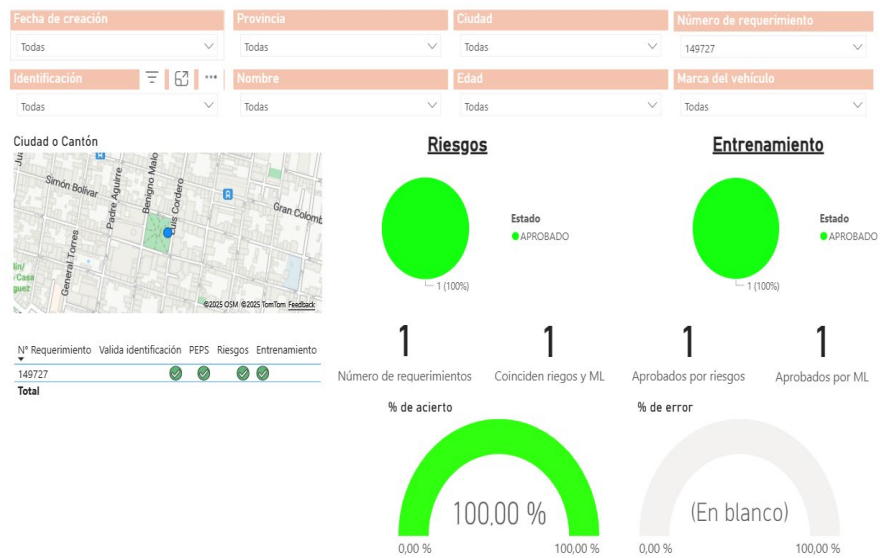 Fecha de creación
Provincia
Ciudad
Número de requerimiento
Todas
Todas
Todas
149727
Identificación
Nombre
Edad
Marca del vehículo
Todas
Todas
Todas
Todas
Ciudad o Cantón
Simón Bolívar
Padre Aguirre
Benigno Malo
Luis Cordero
Gran Colomb
General Torres
lin/
/Casa
guez
©2025 OSM ©2025 TomTom Feedback
Riesgos
Estado
APROBADO
1 (100%)
Entrenamiento
Estado
APROBADO
1 (100%)
N° Requerimiento Valida identificación PEPS Riesgos Entrenamiento
149727
Total
1
Número de requerimientos
1
Coinciden riegos y ML
1
Aprobados por riesgos
1
Aprobados por ML
% de acierto
100,00 %
0,00 %
100,00 %
% de error
(En blanco)
0,00 %
100,00 %